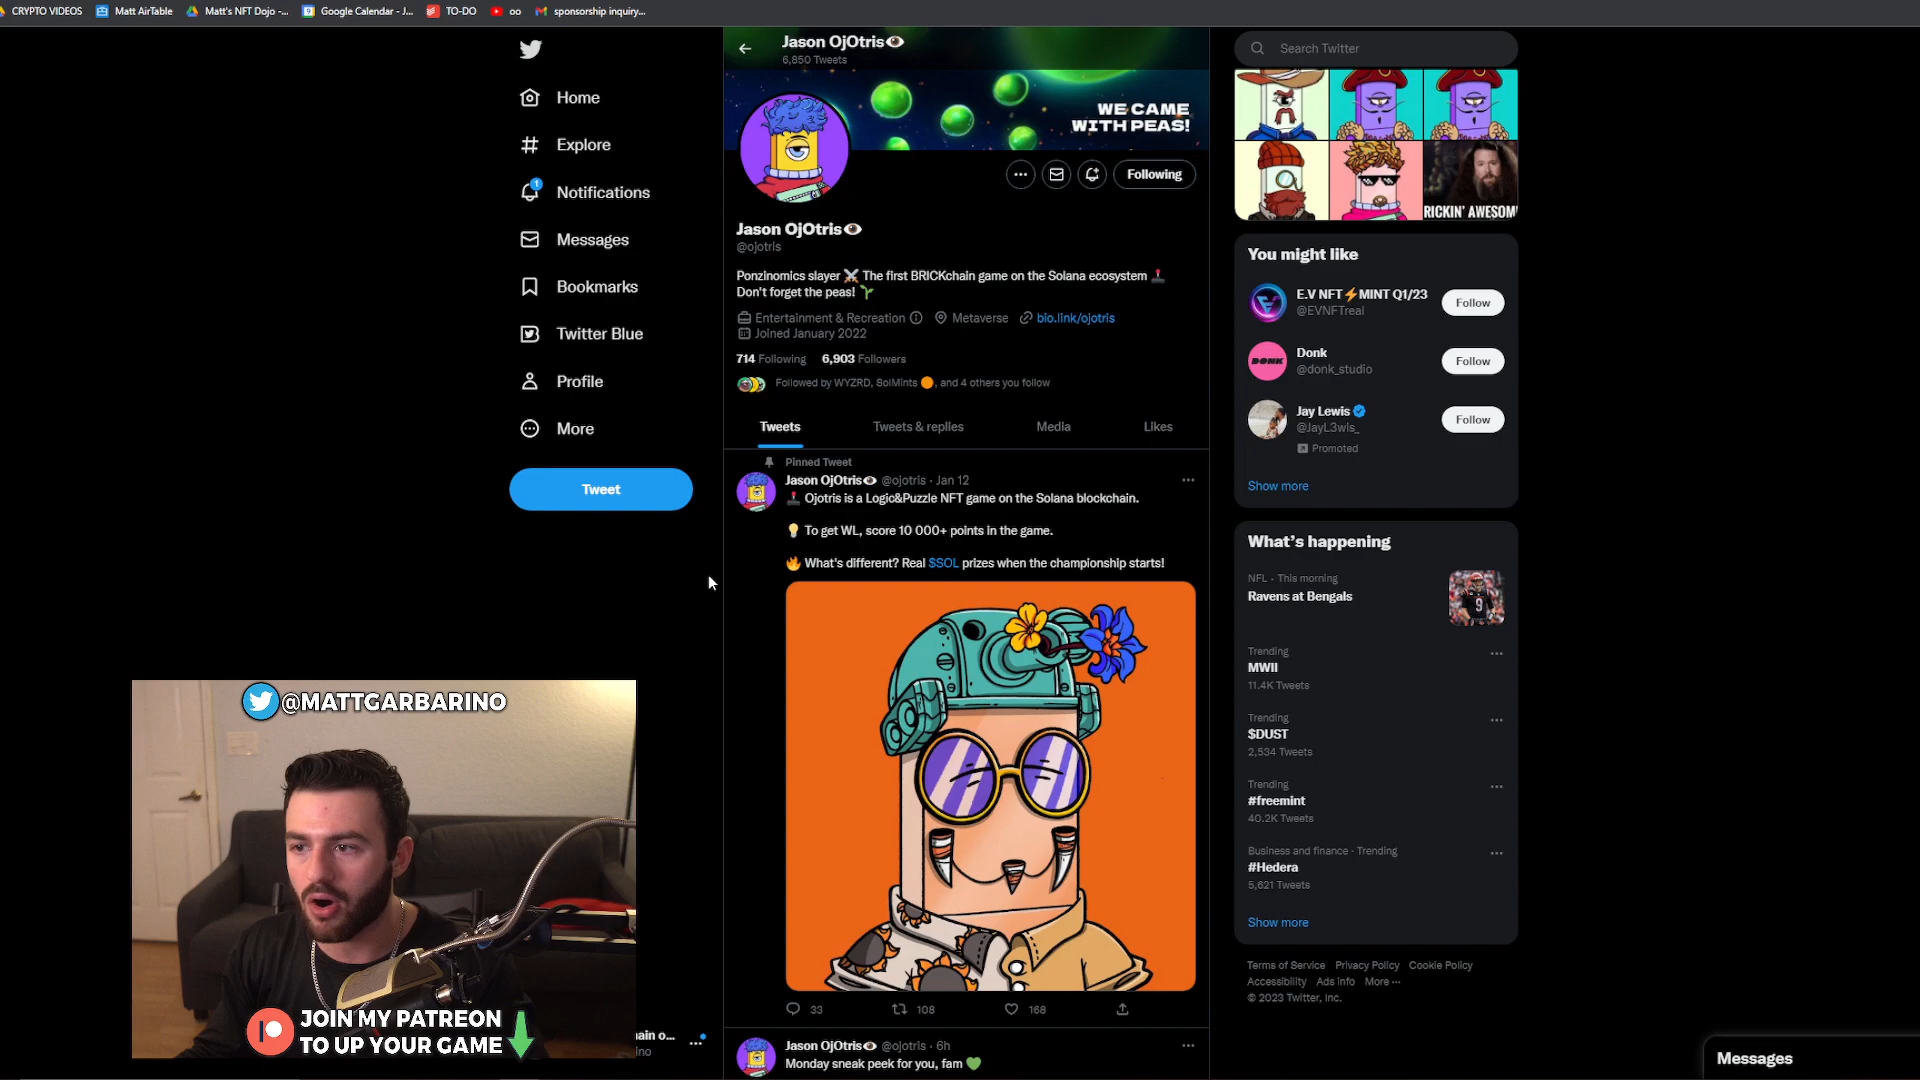 CRYPTO VIDEOS
Matt AirTable
Matt's NFT Dojo -...
Google Calendar - J...
TO-DO
oo
sponsorship inquiry...
Home
Explore
Notifications
1
Messages
Bookmarks
Twitter Blue
Profile
More
Tweet
@MATTGARBARINO
JOIN MY PATREON
TO UP YOUR GAME
Jason OjOtris
6,850 Tweets
WE CAME
WITH PEAS!
Following
Jason OjOtris
@ojotris
Ponzinomics slayer ⚔️ The first BRICKchain game on the Solana ecosystem 🕹️
Don't forget the peas! 🌱
Entertainment & Recreation Metaverse bio.link/ojotris
Joined January 2022
714 Following 6,903 Followers
Followed by WYZRD, SolMints 🟠, and 4 others you follow
Tweets Tweets & replies Media Likes
Pinned Tweet
Jason OjOtris @ojotris · Jan 12
🕹️ Ojotris is a Logic&Puzzle NFT game on the Solana blockchain.
💡 To get WL, score 10 000+ points in the game.
🔥 What's different? Real $SOL prizes when the championship starts!
33 108 168
Jason OjOtris @ojotris · 6h
Monday sneak peek for you, fam 💚
Search Twitter
RICKIN' AWESOM
You might like
E.V NFT⚡MINT Q1/23
@EVNFTreal
Follow
DONK
Donk
@donk_studio
Follow
Jay Lewis
@JayL3wis_
Follow
Promoted
Show more
What's happening
NFL · This morning
Ravens at Bengals
Trending
MWII
11.4K Tweets
Trending
$DUST
2,534 Tweets
Trending
#freemint
40.2K Tweets
Business and finance · Trending
#Hedera
5,621 Tweets
Show more
Terms of Service Privacy Policy Cookie Policy
Accessibility Ads info More ···
© 2023 Twitter, Inc.
Messages